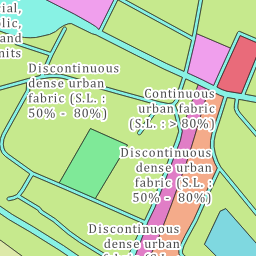 ial,
lic,
and
nits
Discontinuous
dense urban
fabric (S.L. :
50% - 80%)
Continuous
urban fabric
(S.L. : > 80%)
Discontinuous
dense urban
fabric (S.L. :
50% - 80%)
Discontinuous
dense urban